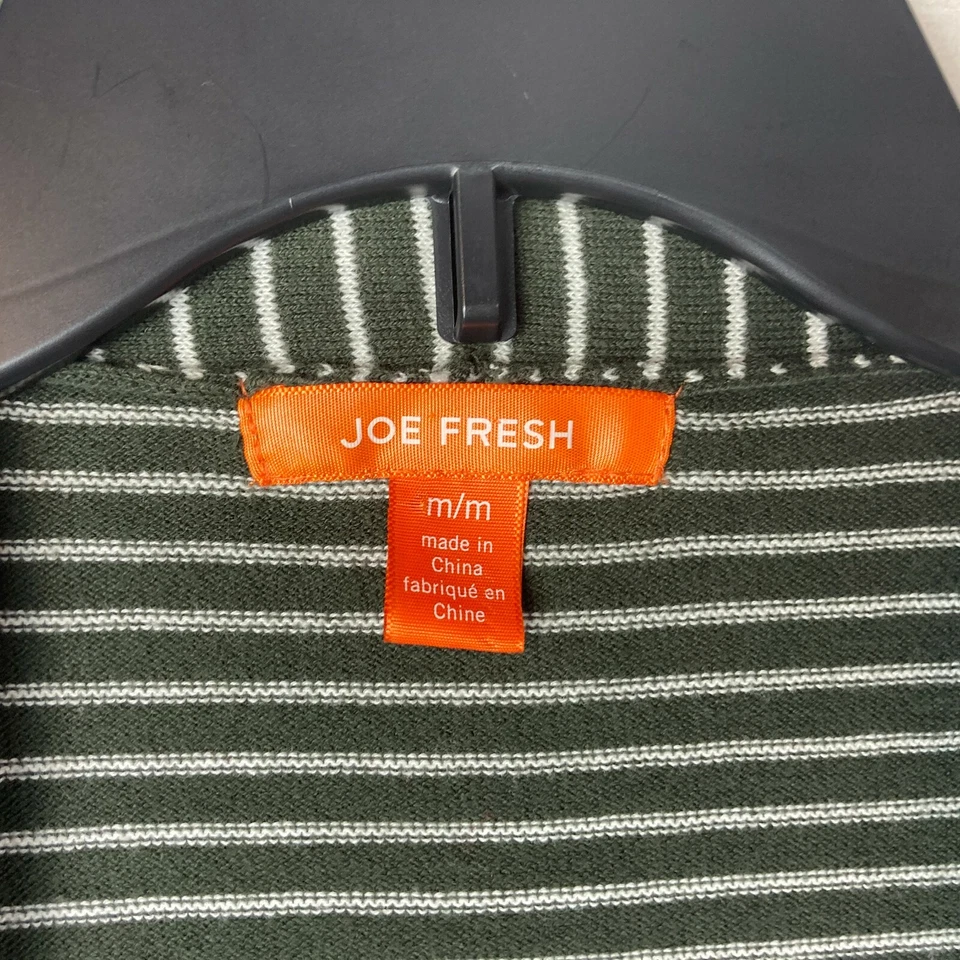 JOE FRESH
m/m
made in
China
fabriqué en
Chine